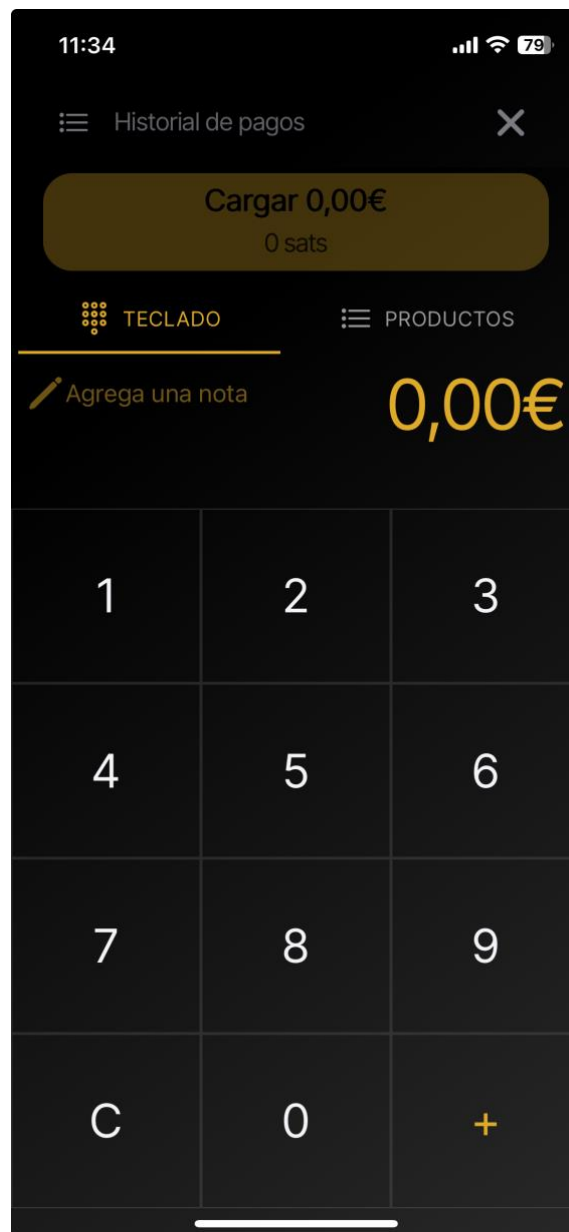 11:34 79
Historial de pagos
Cargar 0,00€
0 sats
TECLADO PRODUCTOS
Agrega una nota 0,00€
1 2 3
4 5 6
7 8 9
C 0 +